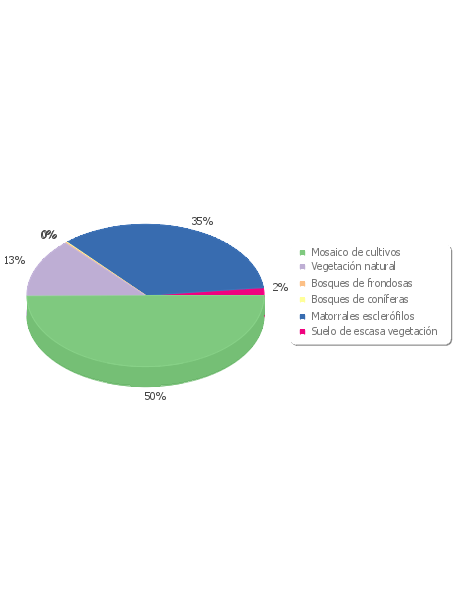 35%
0%
13%
2%
50%
Mosaico de cultivos
Vegetación natural
Bosques de frondosas
Bosques de coníferas
Matorrales esclerófilos
Suelo de escasa vegetación